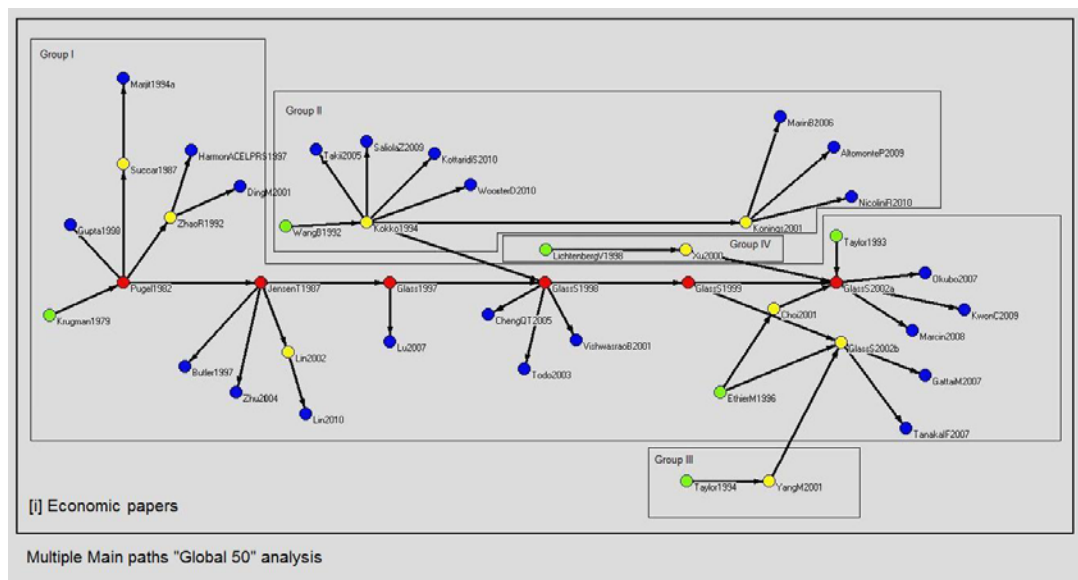 Group I
Marjit1994a
Group II
MarinB2006
SaliolaZ2009
HarmonACELPRS1997
Takii2005
KottaridiS2010
AltomonteP2009
Succar1987
DingM2001
WoosterD2010
NicoliniR2010
Gupta1998
ZhaoR1992
WangB1992
Kokko1994
Konings2001
Group IV
Taylor1993
LichtenbergV1998
Xu2000
Okubo2007
Pugel1982
JensenT1987
Glass1997
GlassS1998
GlassS1999
GlassS2002a
KwonC2009
Krugman1979
ChengQT2005
Choi2001
Marcin2008
Lu2007
VishwasraoB2001
GlassS2002b
Lin2002
Butler1997
Todo2003
GattaiM2007
Zhu2004
EthierM1996
Lin2010
TanakaIF2007
Group III
Taylor1994
YangM2001
[i] Economic papers
Multiple Main paths "Global 50" analysis